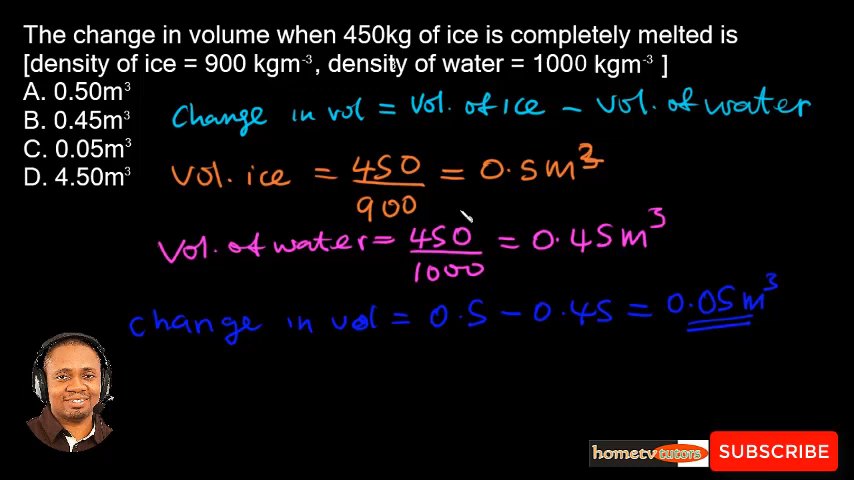 The change in volume when 450kg of ice is completely melted is
[density of ice = 900 kgm⁻³, density of water = 1000 kgm⁻³ ]
A. 0.50m³
B. 0.45m³
C. 0.05m³
D. 4.50m³
Change in vol = Vol. of ice - Vol. of water
Vol. ice = 450/900 = 0.5m³
Vol. of water = 450/1000 = 0.45m³
change in vol = 0.5 - 0.45 = 0.05m³
hometvtutors
SUBSCRIBE